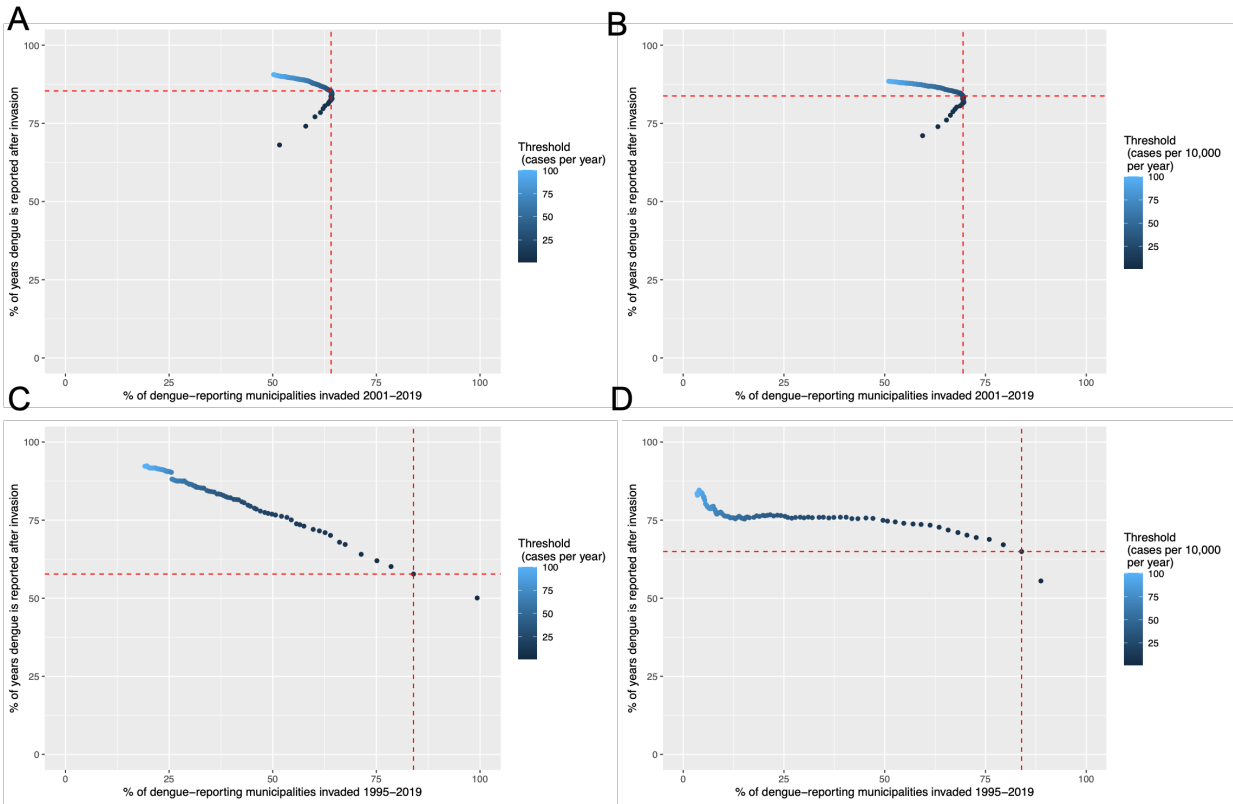 A
100
75
50
25
0
% of years dengue is reported after invasion
0
25
50
75
100
% of dengue−reporting municipalities invaded 2001−2019
Threshold
(cases per year)
100
75
50
25
B
100
75
50
25
0
% of years dengue is reported after invasion
0
25
50
75
100
% of dengue−reporting municipalities invaded 2001−2019
Threshold
(cases per 10,000
per year)
100
75
50
25
C
100
75
50
25
0
% of years dengue is reported after invasion
0
25
50
75
100
% of dengue−reporting municipalities invaded 1995−2019
Threshold
(cases per year)
100
75
50
25
D
100
75
50
25
0
% of years dengue is reported after invasion
0
25
50
75
100
% of dengue−reporting municipalities invaded 1995−2019
Threshold
(cases per 10,000
per year)
100
75
50
25